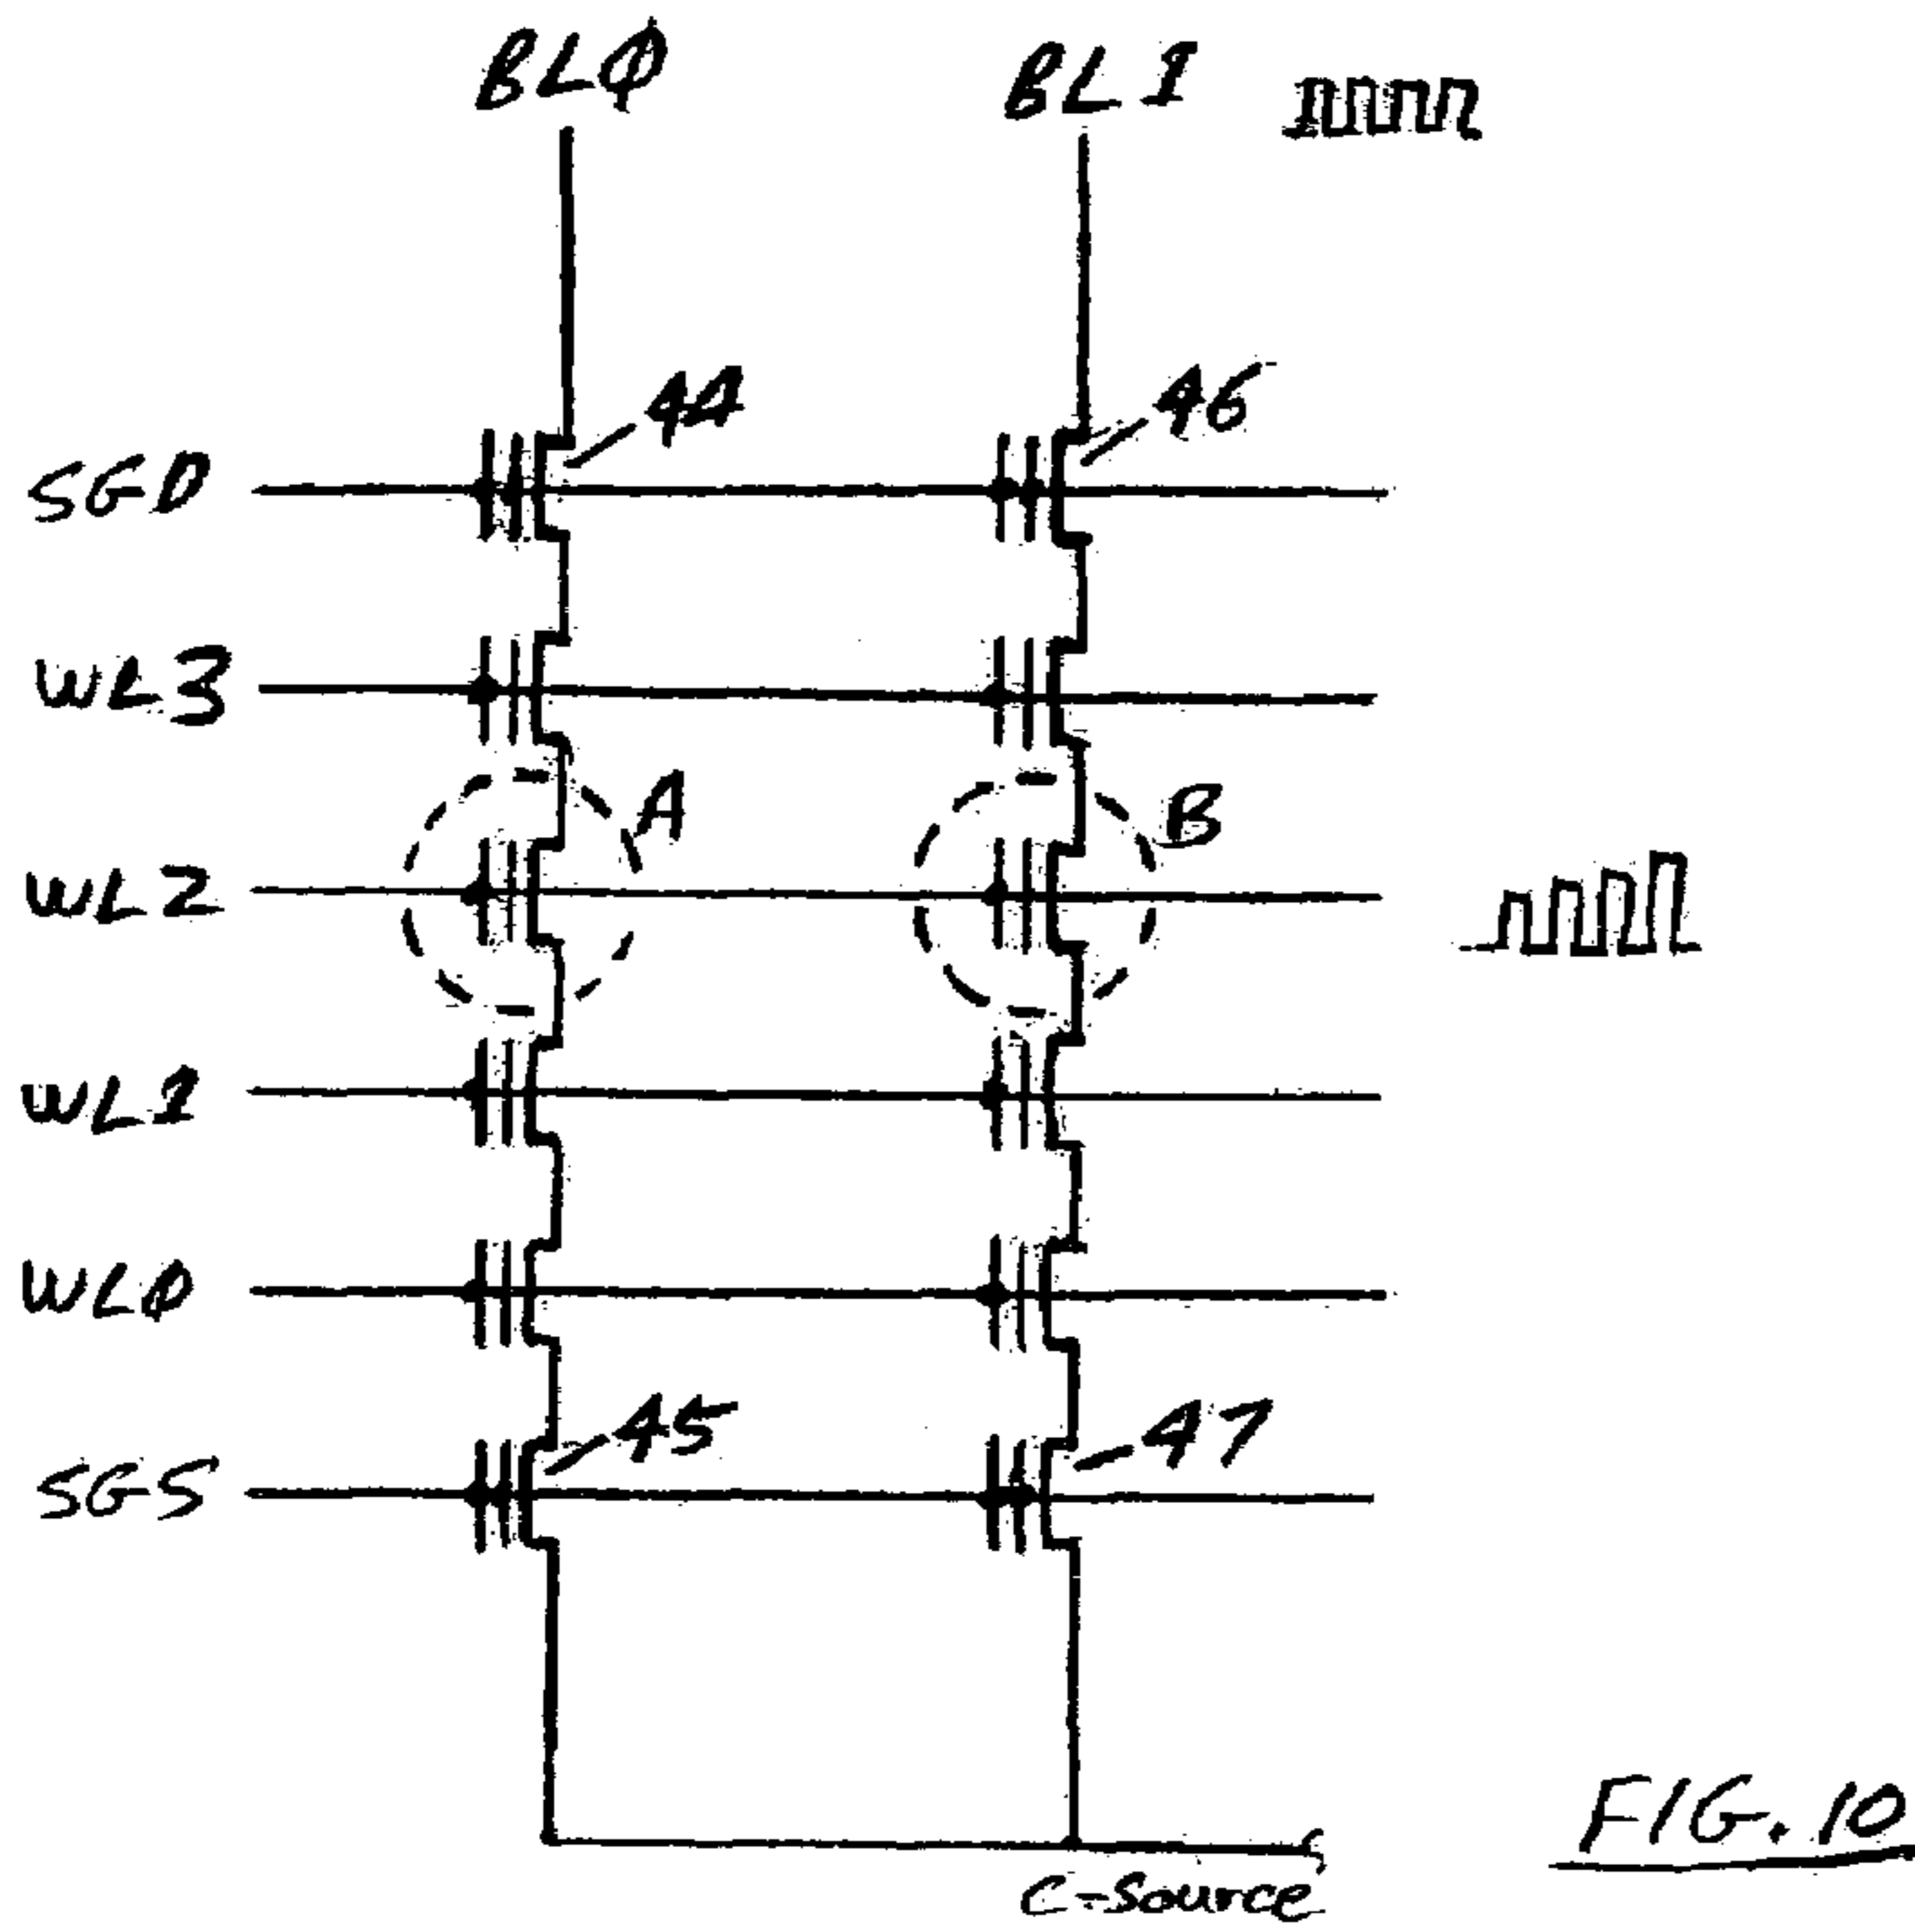 BLØ BL1
44 46
SGD
WL3
A B
WL2
WL1
WLØ
45 47
SGS
C-Source
FIG. 10